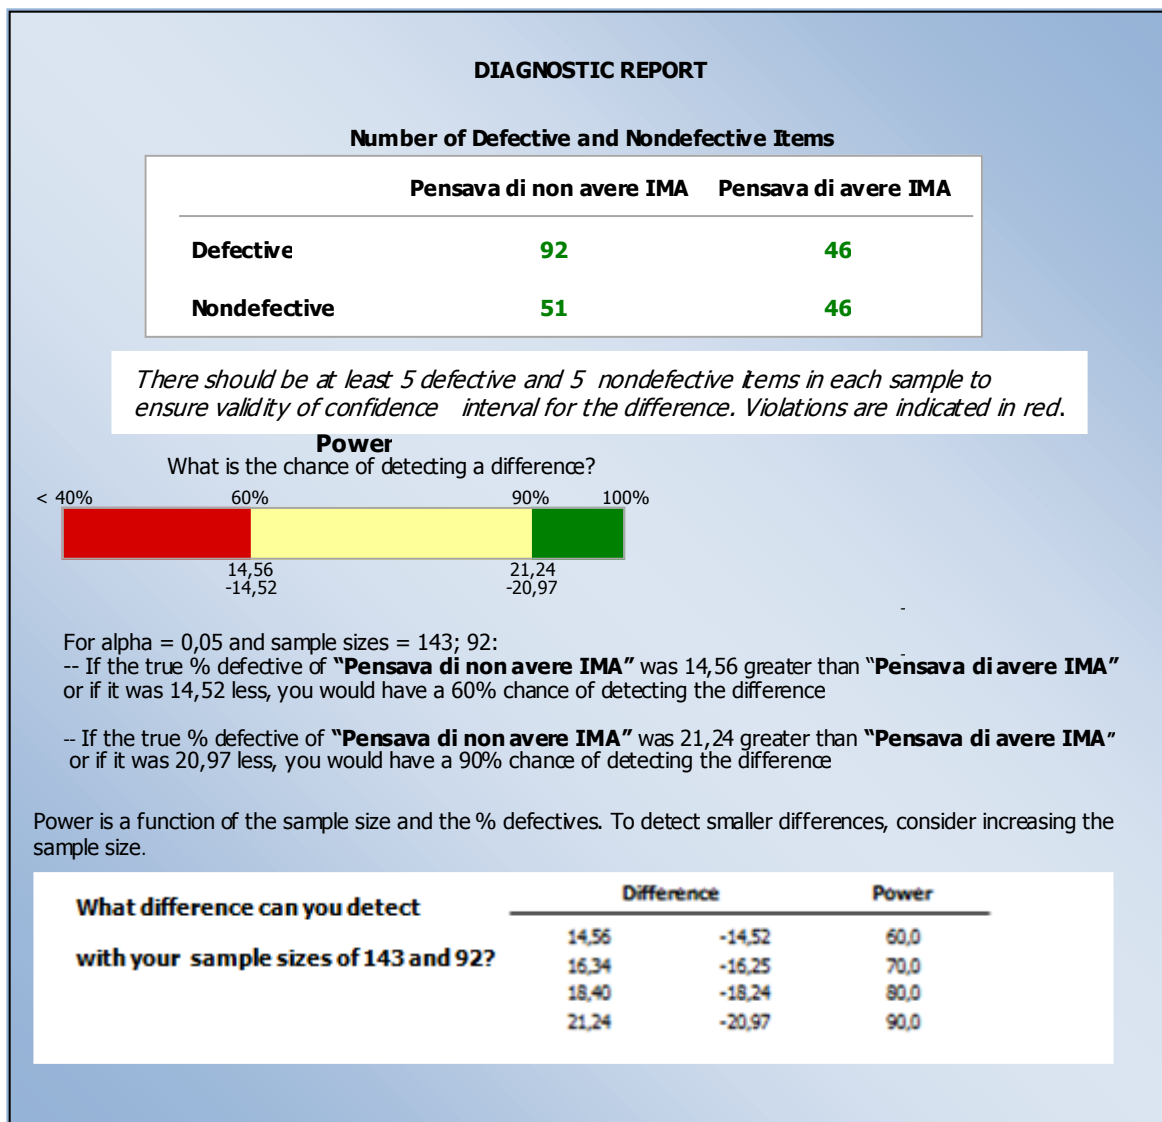 DIAGNOSTIC REPORT
Number of Defective and Nondefective Items
Pensava di non avere IMA Pensava di avere IMA
Defective 92 46
Nondefective 51 46
There should be at least 5 defective and 5 nondefective items in each sample to
ensure validity of confidence interval for the difference. Violations are indicated in red.
Power
What is the chance of detecting a difference?
< 40% 60% 90% 100%
14,56 21,24
-14,52 -20,97
For alpha = 0,05 and sample sizes = 143; 92:
-- If the true % defective of “Pensava di non avere IMA” was 14,56 greater than “Pensava di avere IMA”
or if it was 14,52 less, you would have a 60% chance of detecting the difference
-- If the true % defective of “Pensava di non avere IMA” was 21,24 greater than “Pensava di avere IMA”
or if it was 20,97 less, you would have a 90% chance of detecting the difference
Power is a function of the sample size and the % defectives. To detect smaller differences, consider increasing the
sample size.
What difference can you detect
with your sample sizes of 143 and 92?
Difference Power
14,56 -14,52 60,0
16,34 -16,25 70,0
18,40 -18,24 80,0
21,24 -20,97 90,0